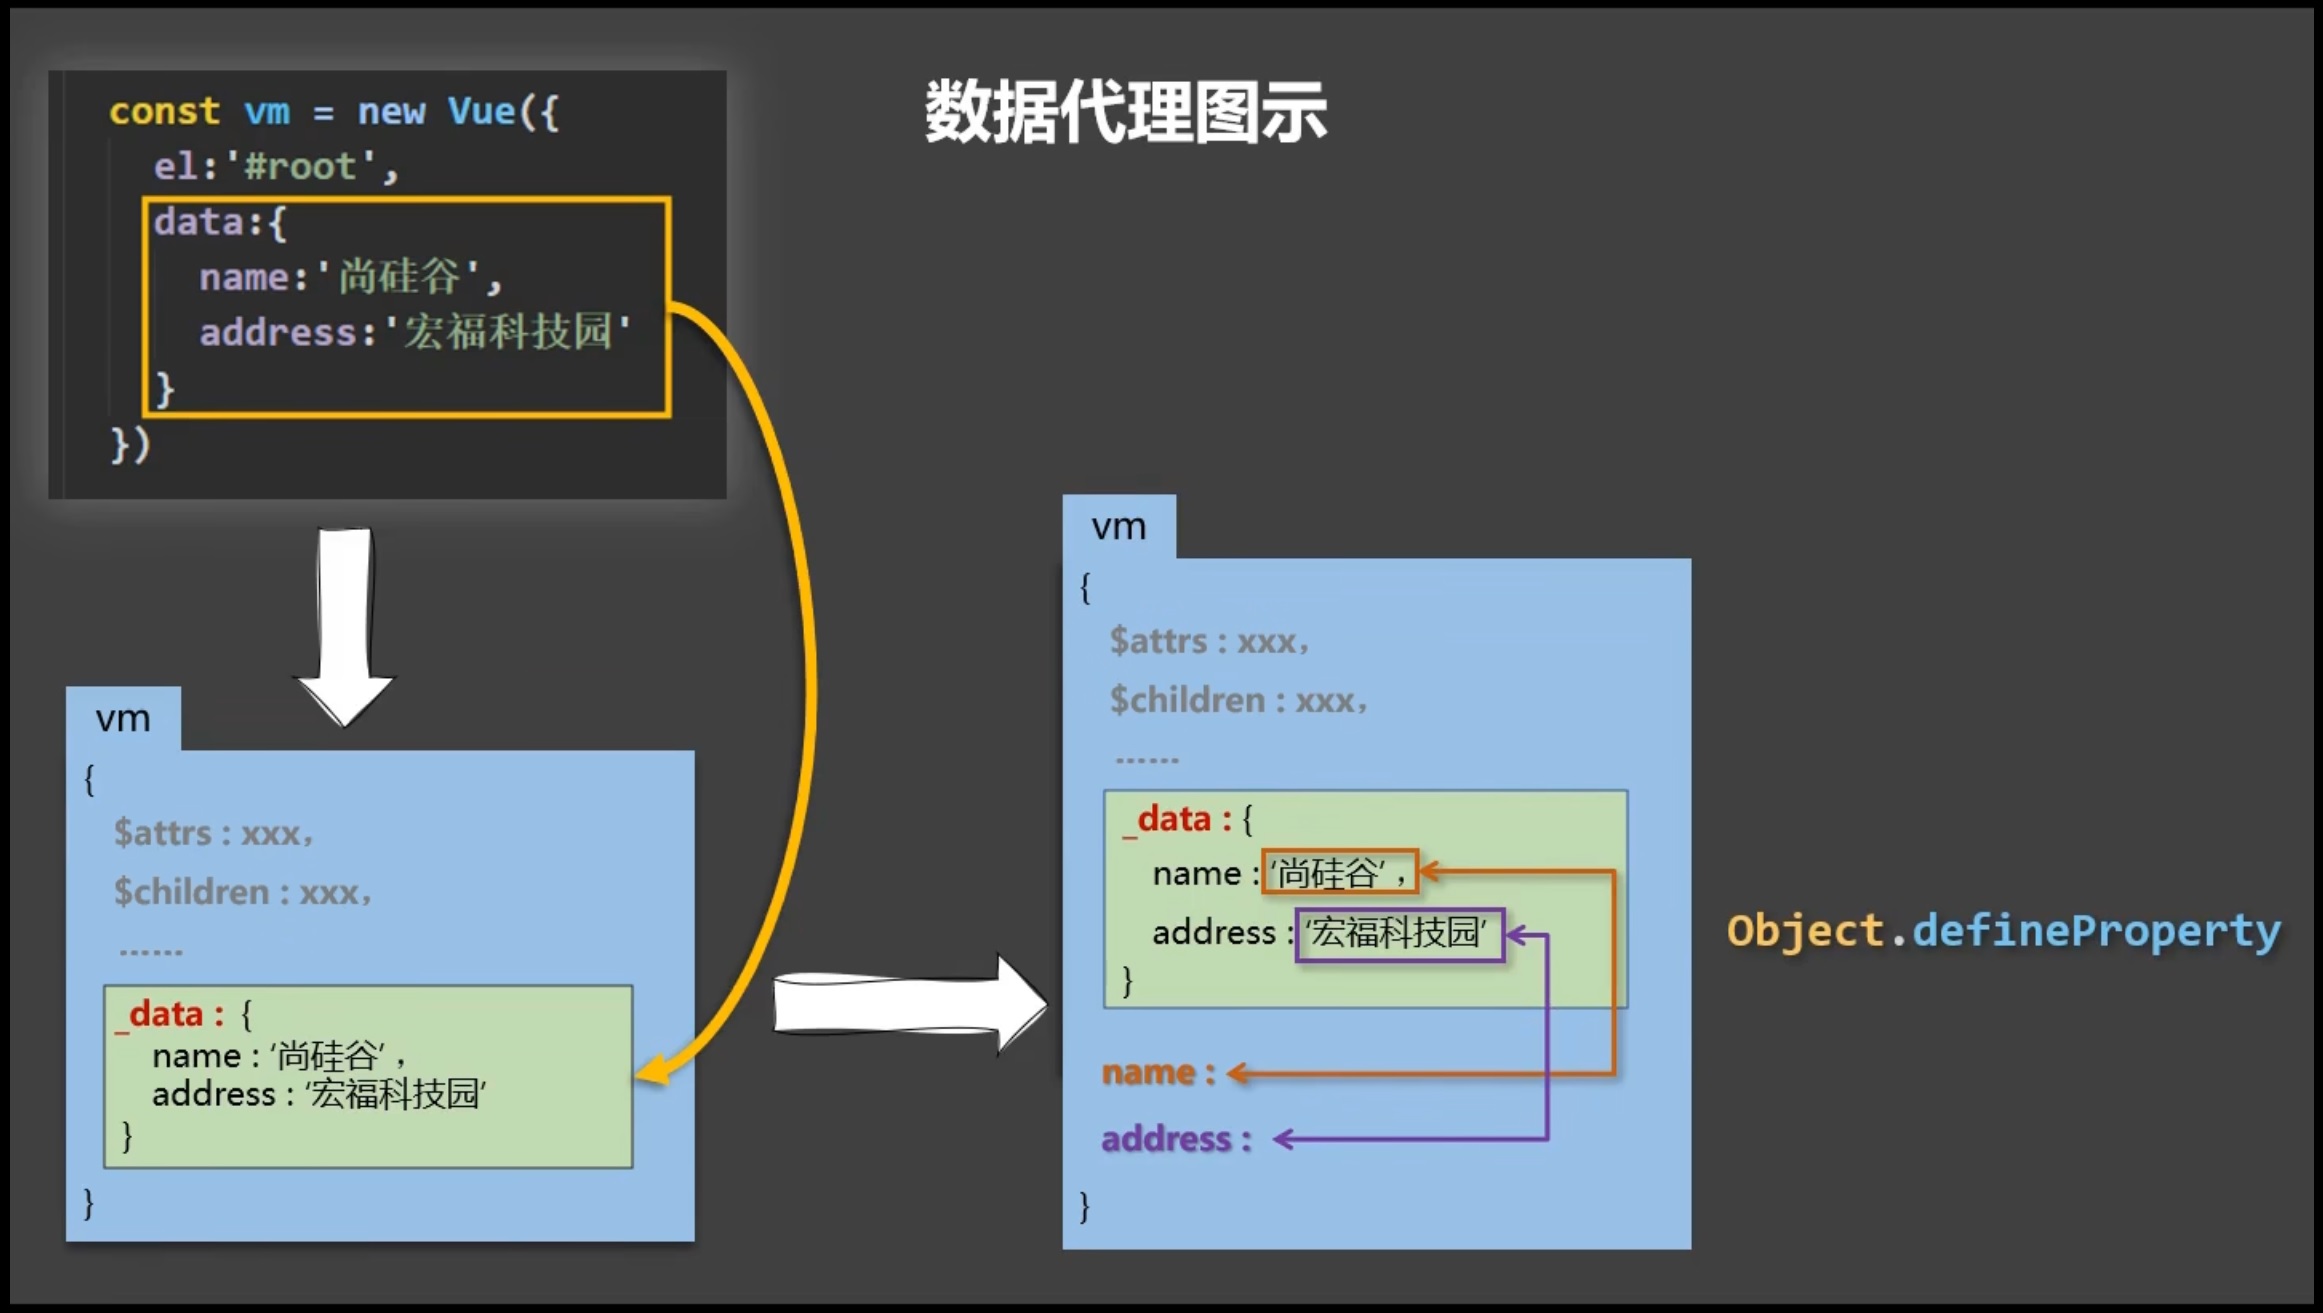 数据代理图示
const vm = new Vue({
el:'#root',
data:{
name:'尚硅谷',
address:'宏福科技园'
}
})
vm
{
$attrs : xxx，
$children : xxx，
......
_data : {
name : ‘尚硅谷’，
address : ‘宏福科技园’
}
}
vm
{
$attrs : xxx，
$children : xxx，
......
_data : {
name : ‘尚硅谷’，
address : ‘宏福科技园’
}
name :
address :
}
Object.defineProperty